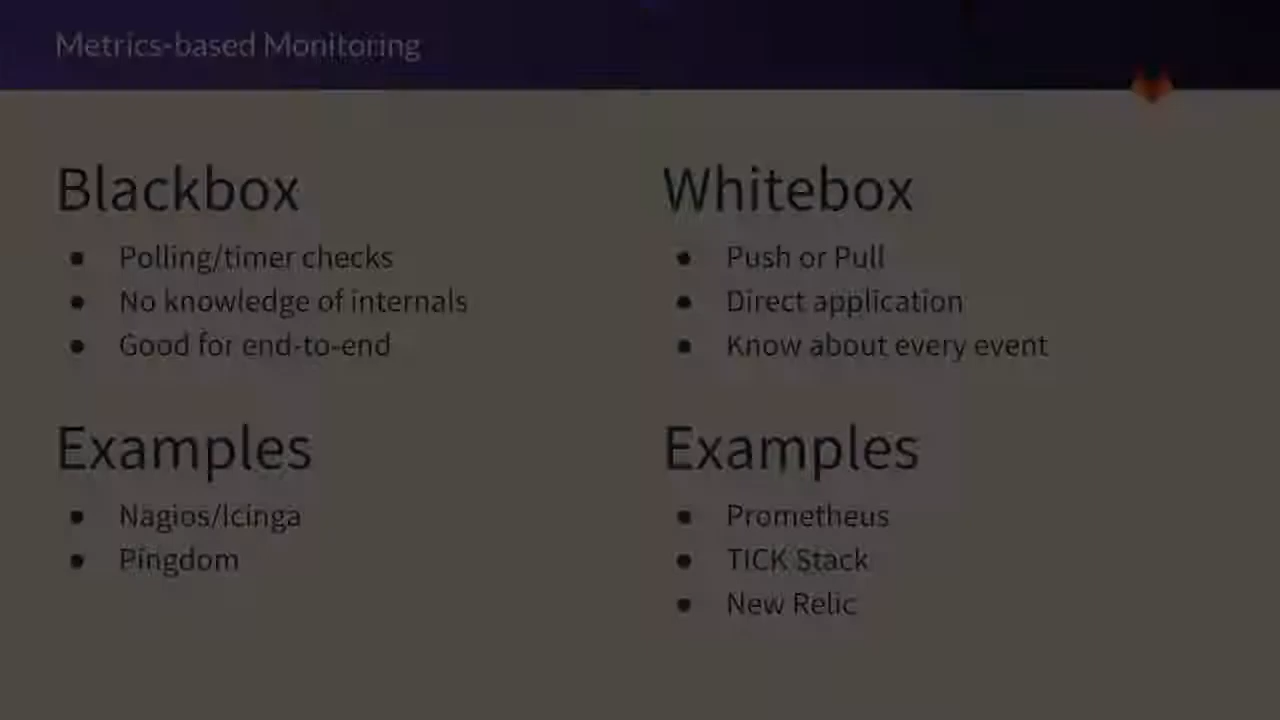 Metrics-based Monitoring
Blackbox
Polling/timer checks
No knowledge of internals
Good for end-to-end
Examples
Nagios/Icinga
Pingdom
Whitebox
Push or Pull
Direct application
Know about every event
Examples
Prometheus
TICK Stack
New Relic